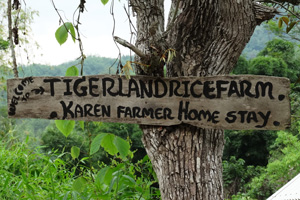 TIGERLANDRICEFARM.
KAREN FARMER HOME STAY.